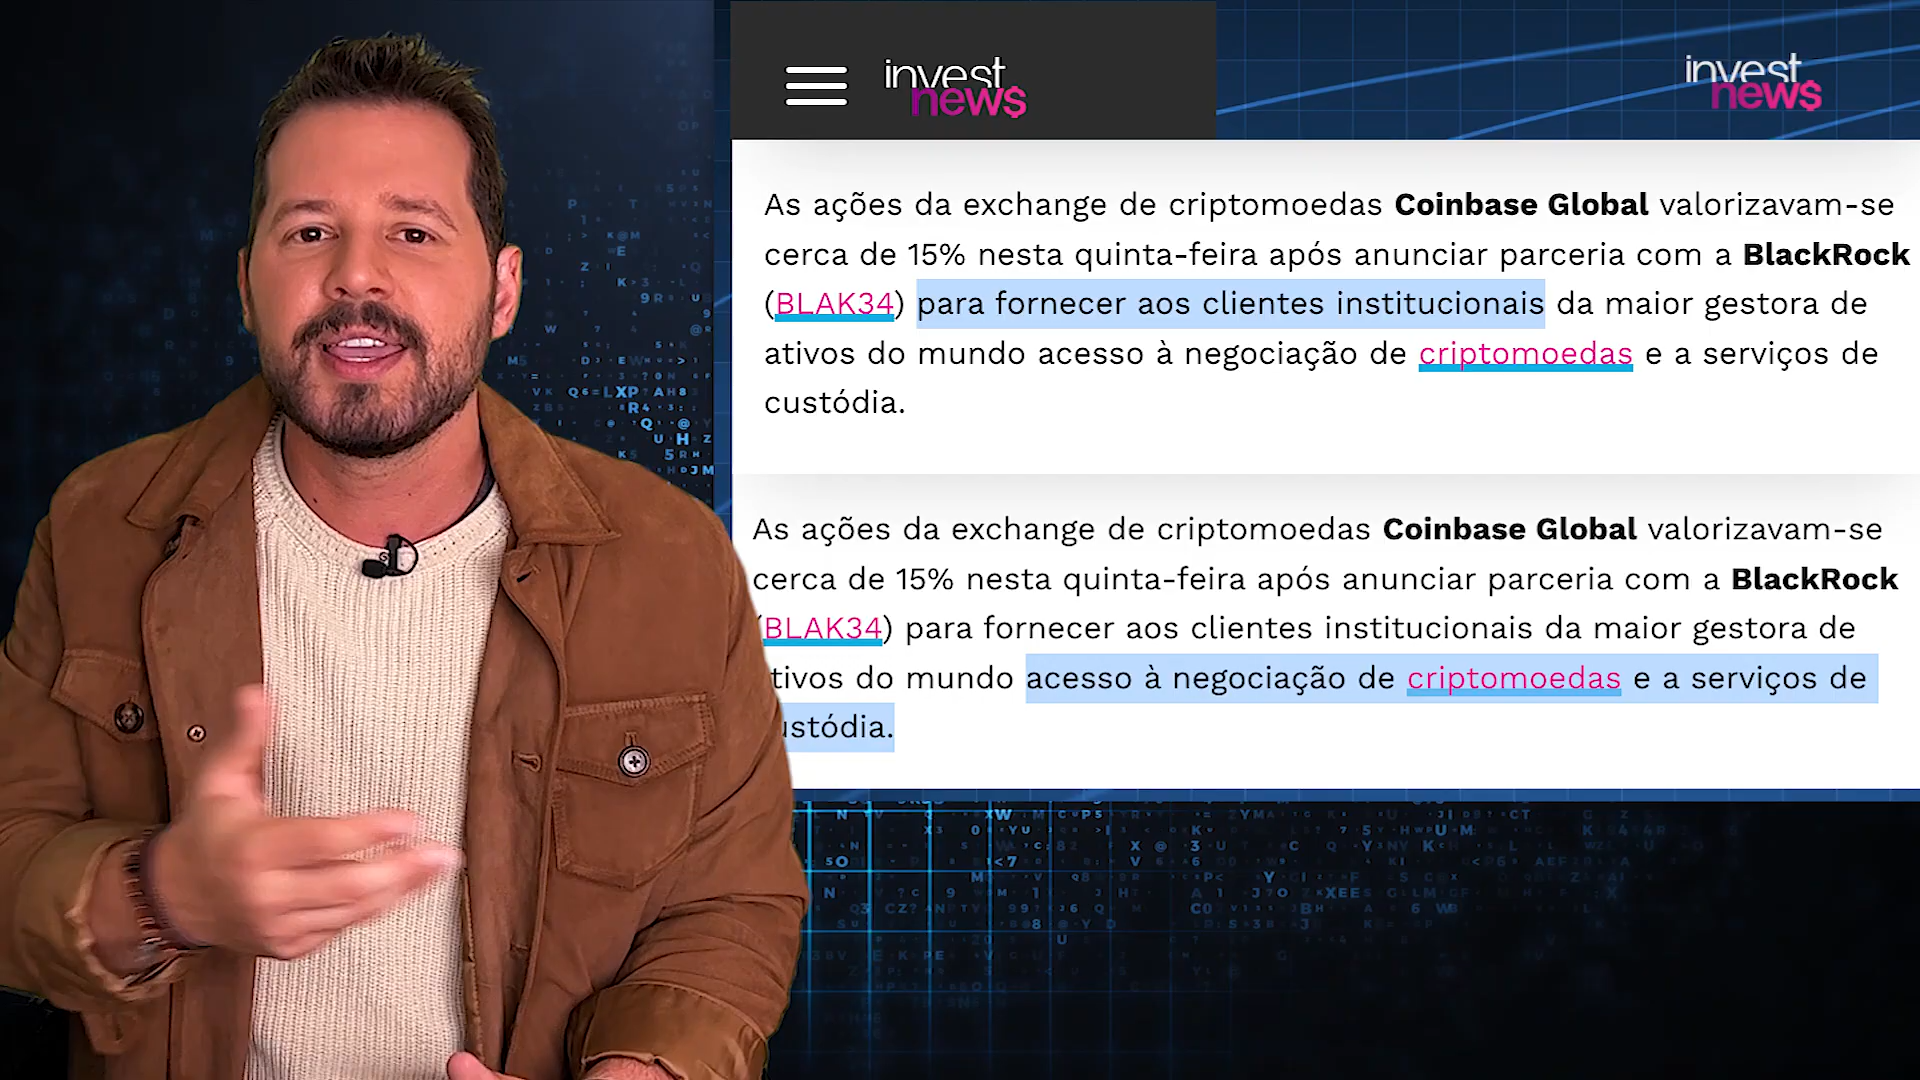 invest
new$
invest
new$
As ações da exchange de criptomoedas Coinbase Global valorizavam-se
cerca de 15% nesta quinta-feira após anunciar parceria com a BlackRock
(BLAK34) para fornecer aos clientes institucionais da maior gestora de
ativos do mundo acesso à negociação de criptomoedas e a serviços de
custódia.
As ações da exchange de criptomoedas Coinbase Global valorizavam-se
cerca de 15% nesta quinta-feira após anunciar parceria com a BlackRock
(BLAK34) para fornecer aos clientes institucionais da maior gestora de
tivos do mundo acesso à negociação de criptomoedas e a serviços de
ustódia.